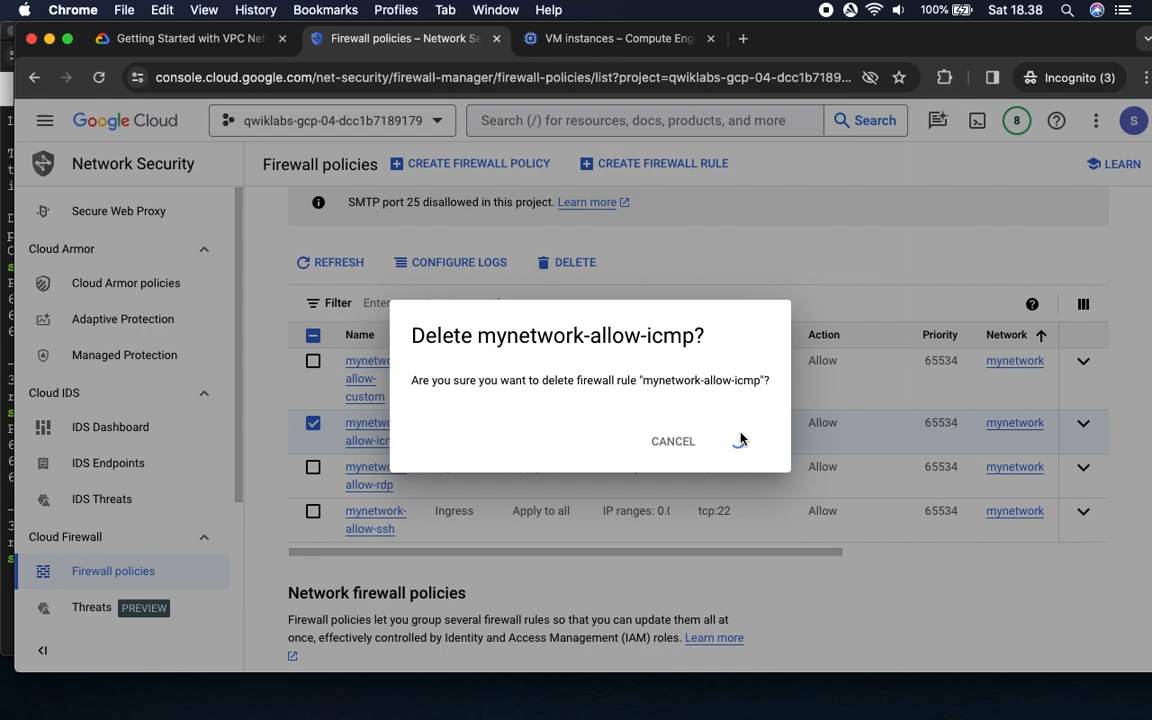 Chrome File Edit View History Bookmarks Profiles Tab Window Help 100% Sat 18.38
Getting Started with VPC Net
Firewall policies – Network Se
VM instances – Compute Eng
console.cloud.google.com/net-security/firewall-manager/firewall-policies/list?project=qwiklabs-gcp-04-dcc1b7189... Incognito (3)
Google Cloud qwiklabs-gcp-04-dcc1b7189179 Search (/) for resources, docs, products, and more Search 8 S
Network Security
Firewall policies CREATE FIREWALL POLICY CREATE FIREWALL RULE LEARN
Secure Web Proxy
Cloud Armor
Cloud Armor policies
Adaptive Protection
Managed Protection
Cloud IDS
IDS Dashboard
IDS Endpoints
IDS Threats
Cloud Firewall
Firewall policies
Threats PREVIEW
SMTP port 25 disallowed in this project. Learn more
REFRESH CONFIGURE LOGS DELETE
Filter
Name Action Priority Network
allow-
custom
Allow 65534 mynetwork
Allow 65534 mynetwork
allow-rdp
Allow 65534 mynetwork
mynetwork-
allow-ssh
Ingress Apply to all IP ranges: 0.( tcp:22 Allow 65534 mynetwork
Delete mynetwork-allow-icmp?
Are you sure you want to delete firewall rule "mynetwork-allow-icmp"?
CANCEL
Network firewall policies
Firewall policies let you group several firewall rules so that you can update them all at
once, effectively controlled by Identity and Access Management (IAM) roles. Learn more